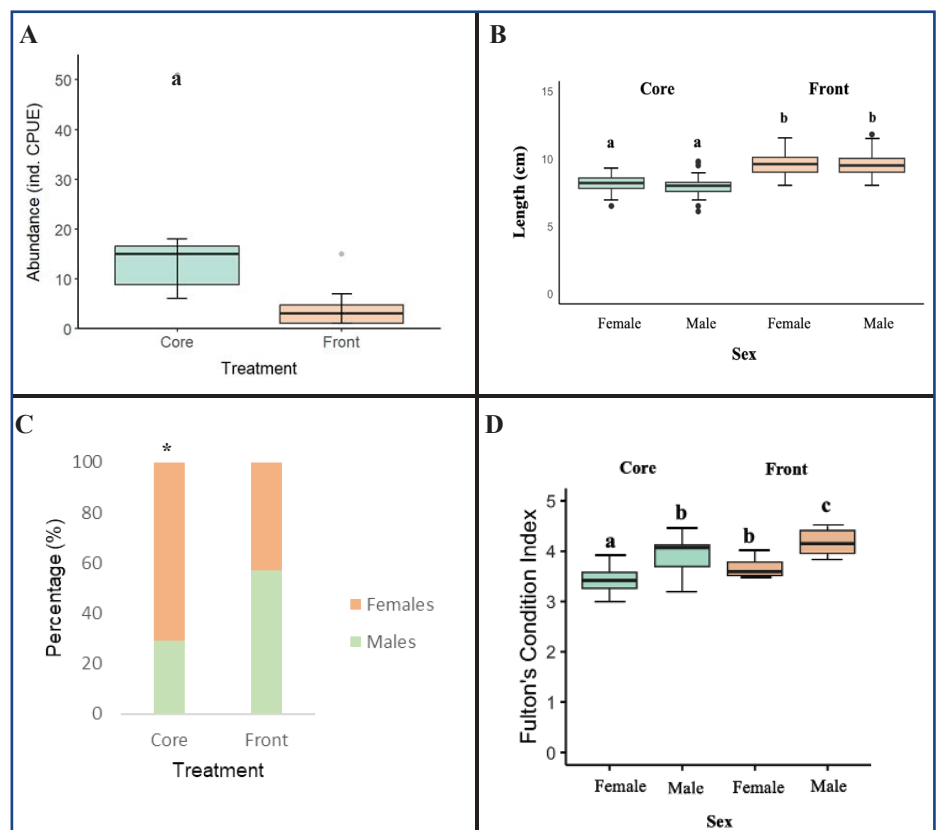 A
a
50
40
30
20
10
0
Abundance (ind. CPUE)
Core Front
Treatment
B
Core Front
15
10
5
0
a a b b
Length (cm)
Female Male Female Male
Sex
C
*
100
80
60
40
20
0
Percentage (%)
Females
Males
Core Front
Treatment
D
Core Front
5
4
3
2
1
0
a b b c
Fulton's Condition Index
Female Male Female Male
Sex